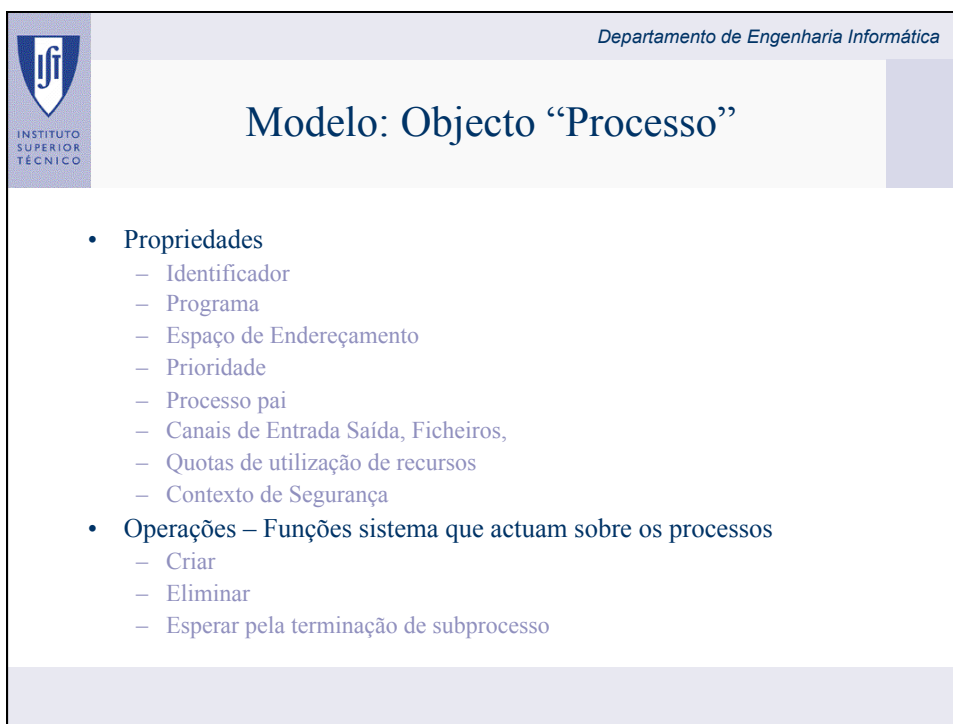 Departamento de Engenharia Informática
INSTITUTO
SUPERIOR
TÉCNICO
Modelo: Objecto “Processo”
• Propriedades
– Identificador
– Programa
– Espaço de Endereçamento
– Prioridade
– Processo pai
– Canais de Entrada Saída, Ficheiros,
– Quotas de utilização de recursos
– Contexto de Segurança
• Operações – Funções sistema que actuam sobre os processos
– Criar
– Eliminar
– Esperar pela terminação de subprocesso